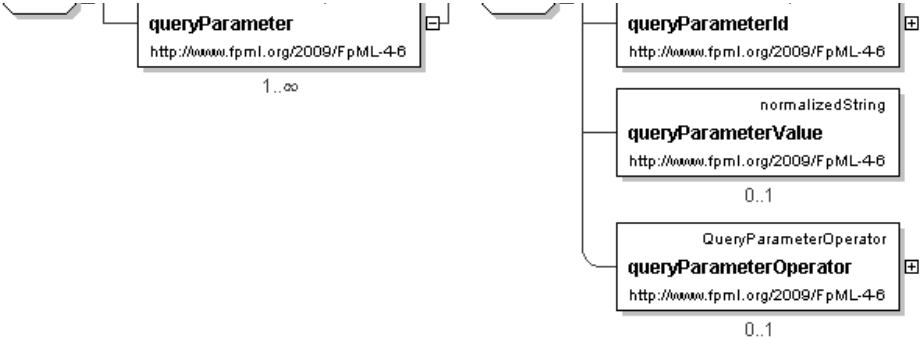 queryParameter
http://www.fpml.org/2009/FpML-4-6
1..∞
queryParameterId
http://www.fpml.org/2009/FpML-4-6
normalizedString
queryParameterValue
http://www.fpml.org/2009/FpML-4-6
0..1
QueryParameterOperator
queryParameterOperator
http://www.fpml.org/2009/FpML-4-6
0..1